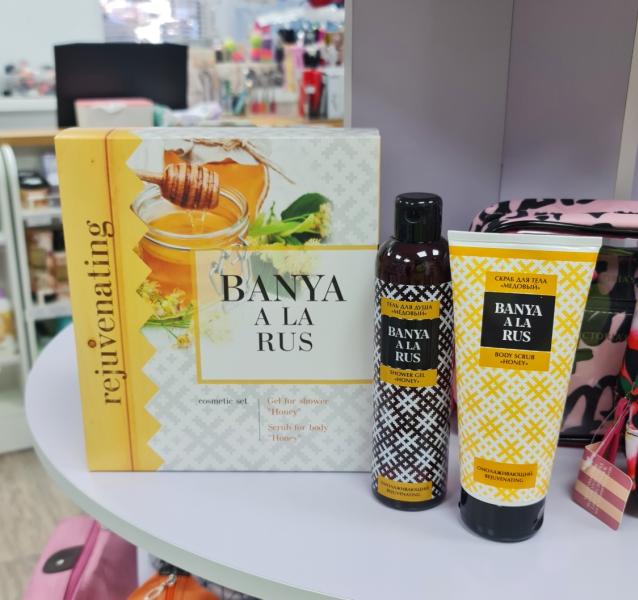 rejuvenating
BANYA
A LA
RUS
cosmetic set
Gel for shower
"Honey"
Scrub for body
"Honey"
ГЕЛЬ ДЛЯ ДУША
«МЕДОВЫЙ»
BANYA
A LA
RUS
SHOWER GEL
«HONEY»
ОМОЛАЖИВАЮЩИЙ
REJUVENATING
СКРАБ ДЛЯ ТЕЛА
«МЕДОВЫЙ»
BANYA
A LA
RUS
BODY SCRUB
«HONEY»
ОМОЛАЖИВАЮЩИЙ
REJUVENATING